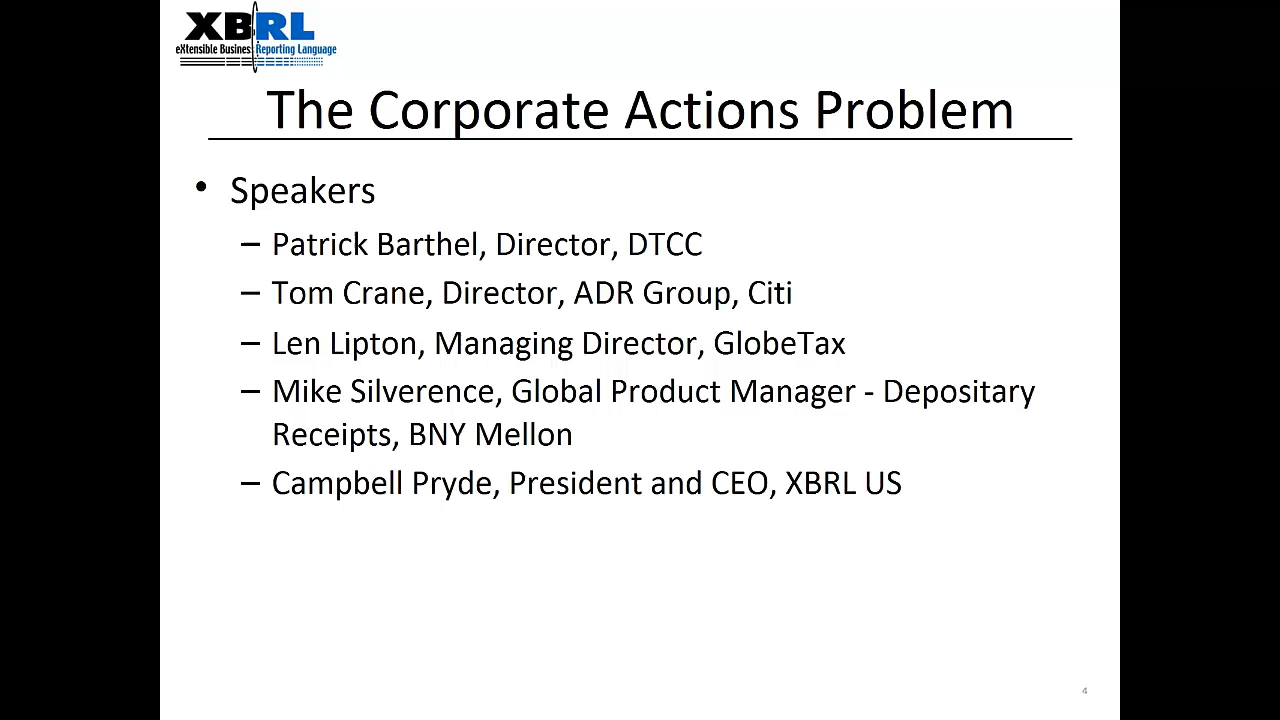 XBRL
eXtensible Business Reporting Language
The Corporate Actions Problem
• Speakers
– Patrick Barthel, Director, DTCC
– Tom Crane, Director, ADR Group, Citi
– Len Lipton, Managing Director, GlobeTax
– Mike Silverence, Global Product Manager - Depositary
Receipts, BNY Mellon
– Campbell Pryde, President and CEO, XBRL US
4